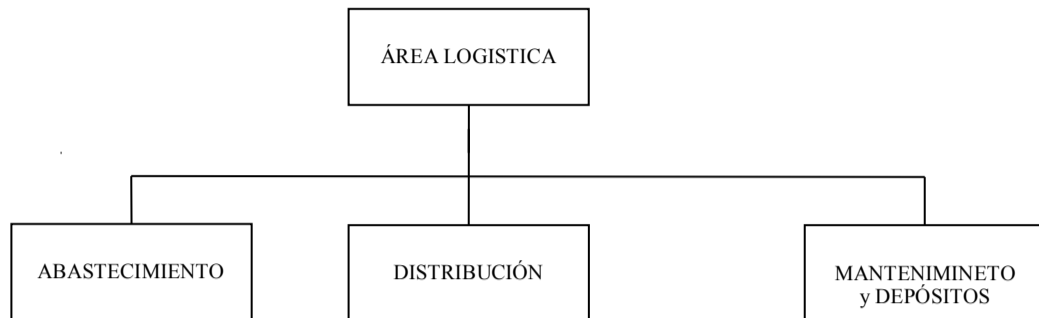 ÁREA LOGISTICA
ABASTECIMIENTO
DISTRIBUCIÓN
MANTENIMINETO
y DEPÓSITOS